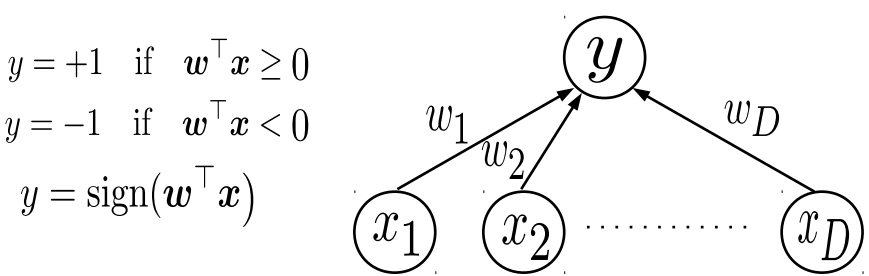 y = +1 if w⊤x ≥ 0
y = −1 if w⊤x < 0
y = sign(w⊤x)
y
w1
w2
wD
x1
x2
............
xD